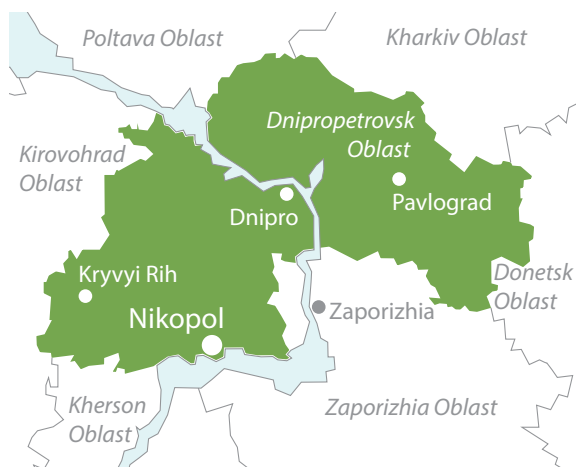 Poltava Oblast
Kharkiv Oblast
Dnipropetrovsk
Oblast
Kirovohrad
Oblast
Dnipro
Pavlograd
Kryvyi Rih
Donetsk
Oblast
Nikopol
Zaporizhia
Kherson
Oblast
Zaporizhia Oblast